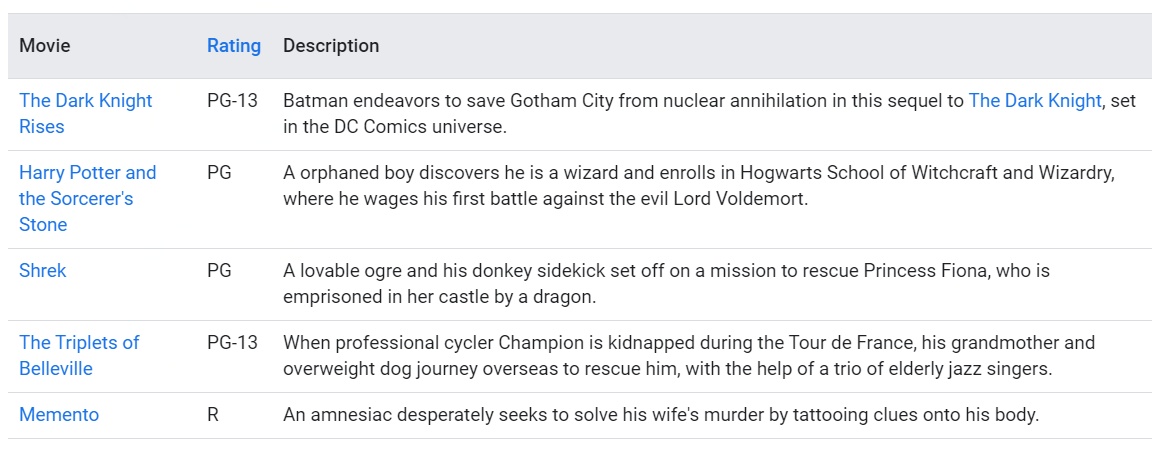 Movie Rating Description
The Dark Knight Rises PG-13 Batman endeavors to save Gotham City from nuclear annihilation in this sequel to The Dark Knight, set in the DC Comics universe.
Harry Potter and the Sorcerer's Stone PG A orphaned boy discovers he is a wizard and enrolls in Hogwarts School of Witchcraft and Wizardry, where he wages his first battle against the evil Lord Voldemort.
Shrek PG A lovable ogre and his donkey sidekick set off on a mission to rescue Princess Fiona, who is emprisoned in her castle by a dragon.
The Triplets of Belleville PG-13 When professional cycler Champion is kidnapped during the Tour de France, his grandmother and overweight dog journey overseas to rescue him, with the help of a trio of elderly jazz singers.
Memento R An amnesiac desperately seeks to solve his wife's murder by tattooing clues onto his body.